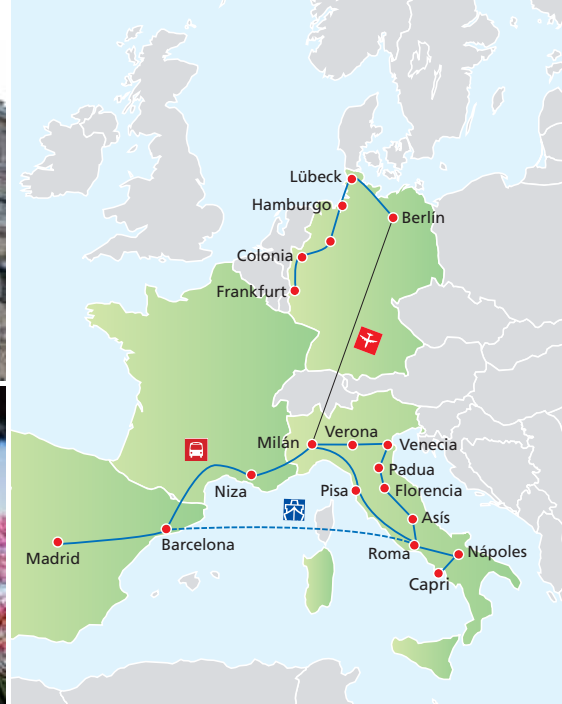 Lübeck
Hamburgo
Berlín
Colonia
Frankfurt
Verona
Milán
Venecia
Padua
Niza
Pisa
Florencia
Asís
Barcelona
Madrid
Roma
Nápoles
Capri